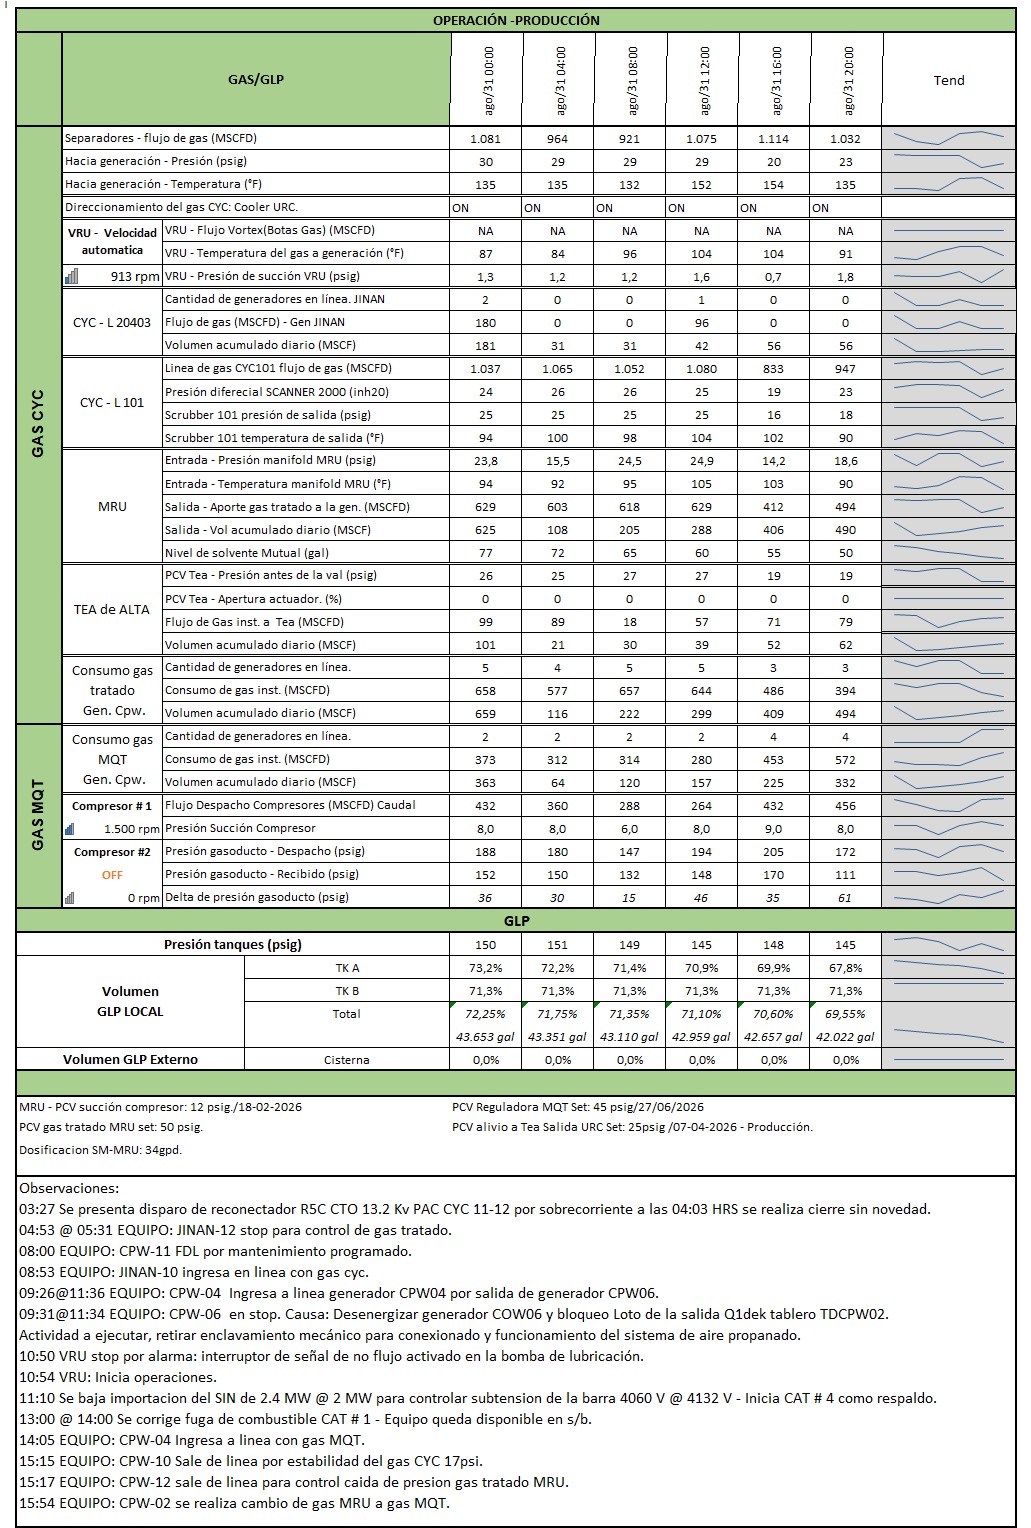 OPERACIÓN -PRODUCCIÓN
GAS/GLP ago/31 00:00 ago/31 04:00 ago/31 08:00 ago/31 12:00 ago/31 16:00 ago/31 20:00 Tend
GAS CYC
Separadores - flujo de gas (MSCFD) 1.081 964 921 1.075 1.114 1.032
Hacia generación - Presión (psig) 30 29 29 29 20 23
Hacia generación - Temperatura (°F) 135 135 132 152 154 135
Direccionamiento del gas CYC: Cooler URC. ON ON ON ON ON ON
VRU - Velocidad automatica
913 rpm
VRU - Flujo Vortex(Botas Gas) (MSCFD) NA NA NA NA NA NA
VRU - Temperatura del gas a generación (°F) 87 84 96 104 104 91
VRU - Presión de succión VRU (psig) 1,3 1,2 1,2 1,6 0,7 1,8
CYC - L 20403
Cantidad de generadores en línea. JINAN 2 0 0 1 0 0
Flujo de gas (MSCFD) - Gen JINAN 180 0 0 96 0 0
Volumen acumulado diario (MSCF) 181 31 31 42 56 56
CYC - L 101
Linea de gas CYC101 flujo de gas (MSCFD) 1.037 1.065 1.052 1.080 833 947
Presión diferecial SCANNER 2000 (inh20) 24 26 26 25 19 23
Scrubber 101 presión de salida (psig) 25 25 25 25 16 18
Scrubber 101 temperatura de salida (°F) 94 100 98 104 102 90
MRU
Entrada - Presión manifold MRU (psig) 23,8 15,5 24,5 24,9 14,2 18,6
Entrada - Temperatura manifold MRU (°F) 94 92 95 105 103 90
Salida - Aporte gas tratado a la gen. (MSCFD) 629 603 618 629 412 494
Salida - Vol acumulado diario (MSCF) 625 108 205 288 406 490
Nivel de solvente Mutual (gal) 77 72 65 60 55 50
TEA de ALTA
PCV Tea - Presión antes de la val (psig) 26 25 27 27 19 19
PCV Tea - Apertura actuador. (%) 0 0 0 0 0 0
Flujo de Gas inst. a Tea (MSCFD) 99 89 18 57 71 79
Volumen acumulado diario (MSCF) 101 21 30 39 52 62
Consumo gas tratado Gen. Cpw.
Cantidad de generadores en línea. 5 4 5 5 3 3
Consumo de gas inst. (MSCFD) 658 577 657 644 486 394
Volumen acumulado diario (MSCF) 659 116 222 299 409 494
GAS MQT
Consumo gas MQT Gen. Cpw.
Cantidad de generadores en línea. 2 2 2 2 4 4
Consumo de gas inst. (MSCFD) 373 312 314 280 453 572
Volumen acumulado diario (MSCF) 363 64 120 157 225 332
Compresor # 1
1.500 rpm
Flujo Despacho Compresores (MSCFD) Caudal 432 360 288 264 432 456
Presión Succión Compresor 8,0 8,0 6,0 8,0 9,0 8,0
Compresor #2
OFF
0 rpm
Presión gasoducto - Despacho (psig) 188 180 147 194 205 172
Presión gasoducto - Recibido (psig) 152 150 132 148 170 111
Delta de presión gasoducto (psig) 36 30 15 46 35 61
GLP
Presión tanques (psig) 150 151 149 145 148 145
Volumen GLP LOCAL
TK A 73,2% 72,2% 71,4% 70,9% 69,9% 67,8%
TK B 71,3% 71,3% 71,3% 71,3% 71,3% 71,3%
Total 72,25% 71,75% 71,35% 71,10% 70,60% 69,55%
43.653 gal 43.351 gal 43.110 gal 42.959 gal 42.657 gal 42.022 gal
Volumen GLP Externo Cisterna 0,0% 0,0% 0,0% 0,0% 0,0% 0,0%
MRU - PCV succión compresor: 12 psig./18-02-2026 PCV Reguladora MQT Set: 45 psig/27/06/2026
PCV gas tratado MRU set: 50 psig. PCV alivio a Tea Salida URC Set: 25psig /07-04-2026 - Producción.
Dosificacion SM-MRU: 34gpd.
Observaciones:
03:27 Se presenta disparo de reconectador R5C CTO 13.2 Kv PAC CYC 11-12 por sobrecorriente a las 04:03 HRS se realiza cierre sin novedad.
04:53 @ 05:31 EQUIPO: JINAN-12 stop para control de gas tratado.
08:00 EQUIPO: CPW-11 FDL por mantenimiento programado.
08:53 EQUIPO: JINAN-10 ingresa en linea con gas cyc.
09:26@11:36 EQUIPO: CPW-04 Ingresa a linea generador CPW04 por salida de generador CPW06.
09:31@11:34 EQUIPO: CPW-06 en stop. Causa: Desenergizar generador COW06 y bloqueo Loto de la salida Q1dek tablero TDCPW02.
Actividad a ejecutar, retirar enclavamiento mecánico para conexionado y funcionamiento del sistema de aire propanado.
10:50 VRU stop por alarma: interruptor de señal de no flujo activado en la bomba de lubricación.
10:54 VRU: Inicia operaciones.
11:10 Se baja importacion del SIN de 2.4 MW @ 2 MW para controlar subtension de la barra 4060 V @ 4132 V - Inicia CAT # 4 como respaldo.
13:00 @ 14:00 Se corrige fuga de combustible CAT # 1 - Equipo queda disponible en s/b.
14:05 EQUIPO: CPW-04 Ingresa a linea con gas MQT.
15:15 EQUIPO: CPW-10 Sale de linea por estabilidad del gas CYC 17psi.
15:17 EQUIPO: CPW-12 sale de linea para control caida de presion gas tratado MRU.
15:54 EQUIPO: CPW-02 se realiza cambio de gas MRU a gas MQT.